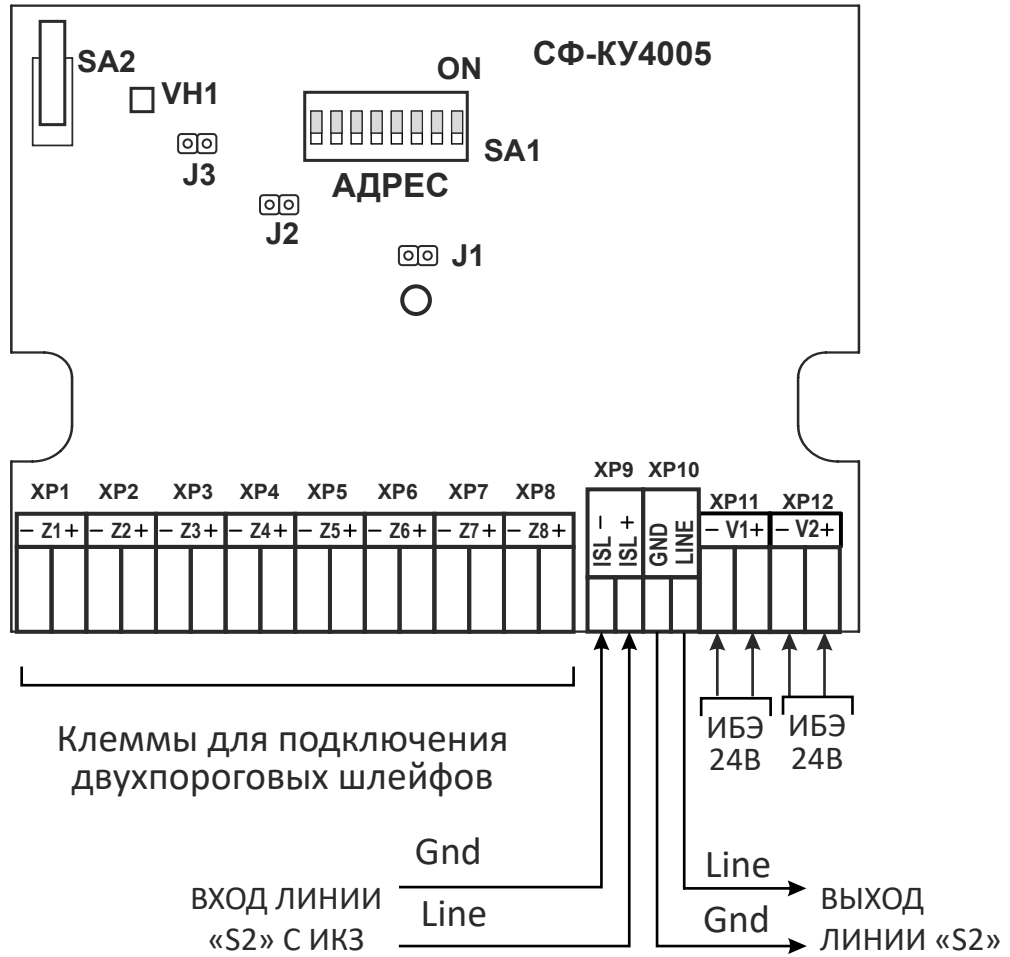 СФ-КУ4005
SA2
ON
VH1
SA1
J3
АДРЕС
J2
J1
XP9 XP10
XP1 XP2 XP3 XP4 XP5 XP6 XP7 XP8
XP11 XP12
- Z1+ - Z2+ - Z3+ - Z4+ - Z5+ - Z6+ - Z7+ - Z8+
ISL -
ISL +
GND
LINE
- V1+ - V2+
Клеммы для подключения
двухпороговых шлейфов
ИБЭ
24В
ИБЭ
24В
Gnd
Line
ВХОД ЛИНИИ
«S2» С ИКЗ
Line
Gnd
ВЫХОД
ЛИНИИ «S2»